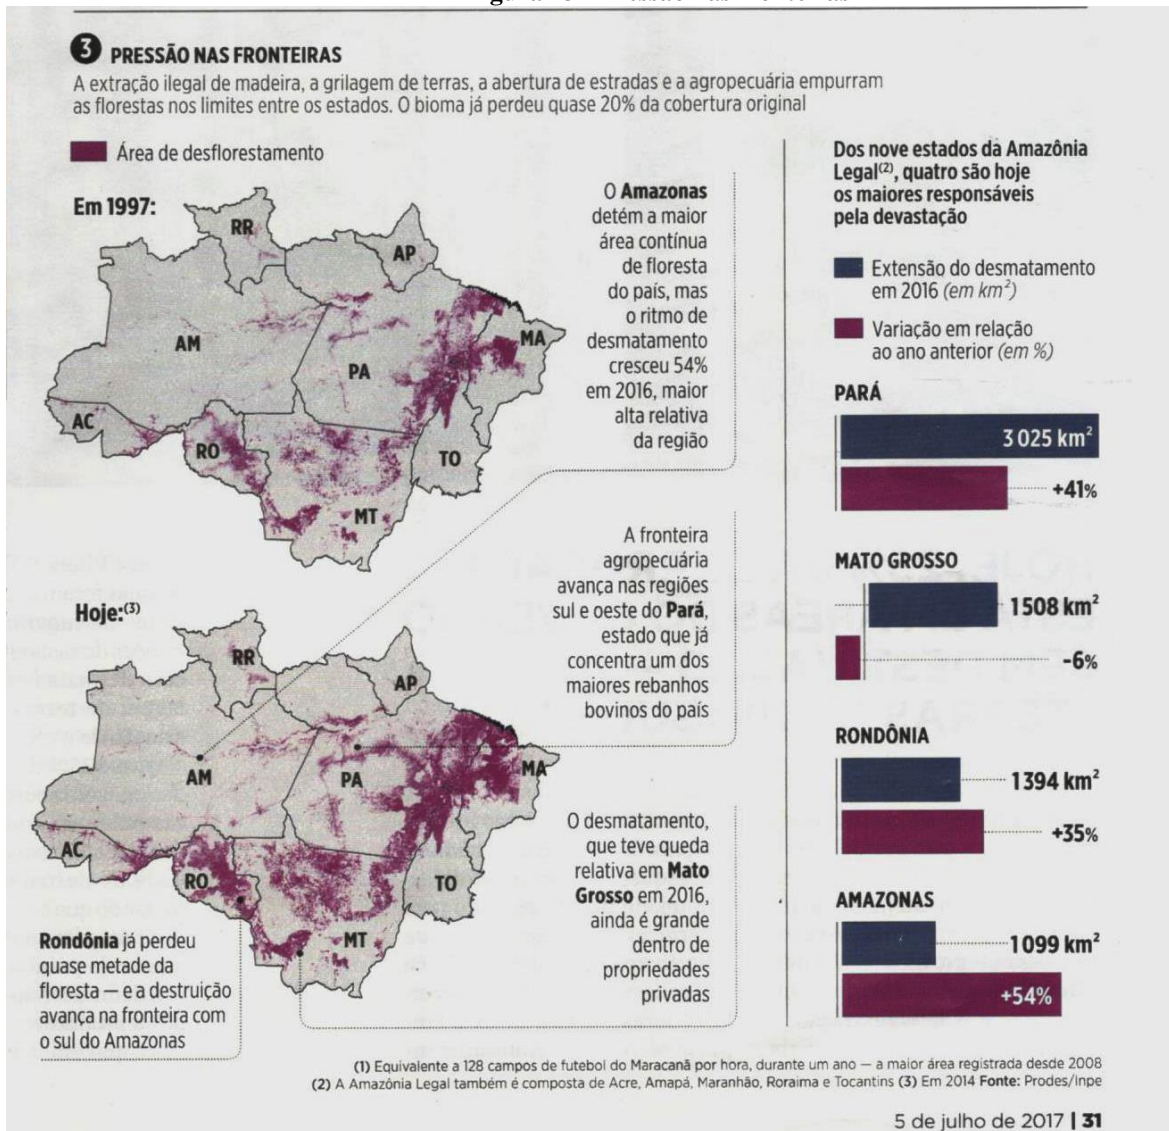 3 PRESSÃO NAS FRONTEIRAS
A extração ilegal de madeira, a grilagem de terras, a abertura de estradas e a agropecuária empurram
as florestas nos limites entre os estados. O bioma já perdeu quase 20% da cobertura original
Área de desflorestamento
Em 1997:
RR
AP
AM
PA
MA
AC
RO
TO
MT
O Amazonas
detém a maior
área contínua
de floresta
do país, mas
o ritmo de
desmatamento
cresceu 54%
em 2016, maior
alta relativa
da região
Hoje:(3)
RR
AP
AM
PA
MA
AC
RO
TO
MT
A fronteira
agropecuária
avança nas regiões
sul e oeste do Pará,
estado que já
concentra um dos
maiores rebanhos
bovinos do país
O desmatamento,
que teve queda
relativa em Mato
Grosso em 2016,
ainda é grande
dentro de
propriedades
privadas
Rondônia já perdeu
quase metade da
floresta — e a destruição
avança na fronteira com
o sul do Amazonas
Dos nove estados da Amazônia
Legal(2), quatro são hoje
os maiores responsáveis
pela devastação
Extensão do desmatamento
em 2016 (em km²)
Variação em relação
ao ano anterior (em %)
PARÁ
3 025 km²
+41%
MATO GROSSO
1 508 km²
-6%
RONDÔNIA
1 394 km²
+35%
AMAZONAS
1 099 km²
+54%
(1) Equivalente a 128 campos de futebol do Maracanã por hora, durante um ano — a maior área registrada desde 2008
(2) A Amazônia Legal também é composta de Acre, Amapá, Maranhão, Roraima e Tocantins (3) Em 2014 Fonte: Prodes/Inpe
5 de julho de 2017 | 31